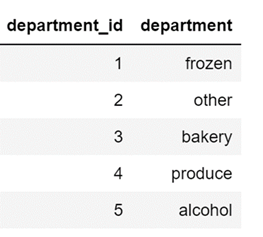 department_id department
1 frozen
2 other
3 bakery
4 produce
5 alcohol